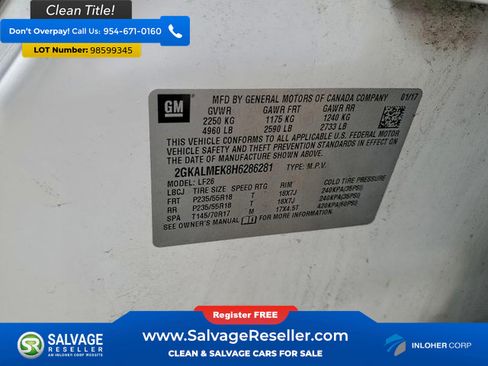 Clean Title!
Don't Overpay! Call Us: 954-671-0160
LOT Number: 98599345
GM
MFD BY GENERAL MOTORS OF CANADA COMPANY 01/17
GVWR GAWR FRT GAWR RR
2250 KG 1175 KG 1240 KG
4960 LB 2590 LB 2733 LB
THIS VEHICLE CONFORMS TO ALL APPLICABLE U.S. FEDERAL MOTOR
VEHICLE SAFETY AND THEFT PREVENTION STANDARDS IN EFFECT ON
THE DATE OF MANUFACTURE SHOWN ABOVE.
2GKALMEK8H6286281 TYPE: M.P.V.
MODEL: LF26
LBCJ TIRE SIZE SPEED RTG RIM COLD TIRE PRESSURE
FRT P235/55R18 T 18X7J 240KPA(35PSI)
RR P235/55R18 T 18X7J 240KPA(35PSI)
SPA T145/70R17 M 17X4.5T 420KPA(60PSI)
SEE OWNER'S MANUAL FOR MORE INFORMATION.
Register FREE
SALVAGE
RESELLER
AN INLOHER CORP WEBSITE
www.SalvageReseller.com
CLEAN & SALVAGE CARS FOR SALE
INLOHER CORP